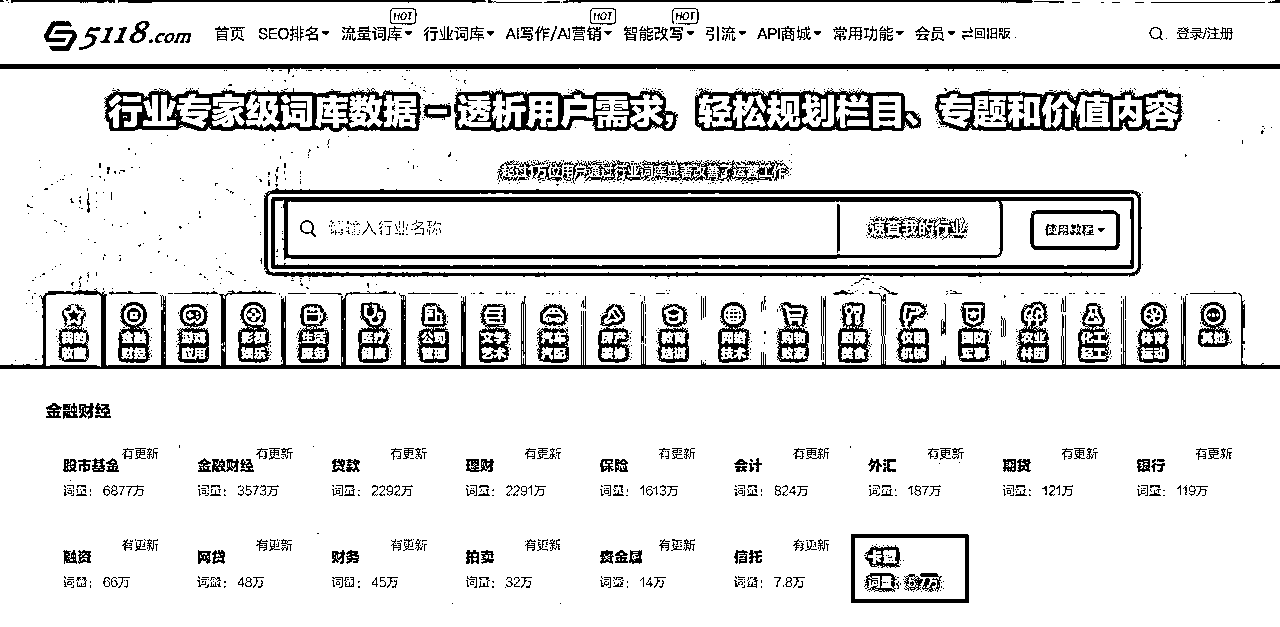 5118.com 首页 SEO排名 流量词库 HOT 行业词库 AI写作/AI营销 HOT 智能改写 HOT 引流 API商城 常用功能 会员 回旧版 登录/注册
行业专家级词库数据 – 透析用户需求，轻松规划栏目、专题和价值内容
超过1万位用户通过行业词库显著改善了运营工作
请输入行业名称 速查我的行业 使用教程
我的收藏 金融财经 游戏应用 影视娱乐 生活服务 医疗健康 公司管理 文学艺术 汽车汽配 房产装修 教育培训 网络技术 购物 厨房美食 仪器机械 国防军事 农业林园 化工轻工 体育运动 其他
金融财经
股市基金 有更新 金融财经 有更新 贷款 有更新 理财 有更新 保险 有更新 会计 有更新 外汇 有更新 期货 有更新 银行 有更新
词量：6877万 词量：3573万 词量：2292万 词量：2291万 词量：1613万 词量：824万 词量：187万 词量：121万 词量：119万
融资 有更新 网贷 有更新 财务 有更新 拍卖 有更新 贵金属 有更新 信托 有更新 卡盟
词量：66万 词量：48万 词量：45万 词量：32万 词量：14万 词量：7.8万 词量：5.7万